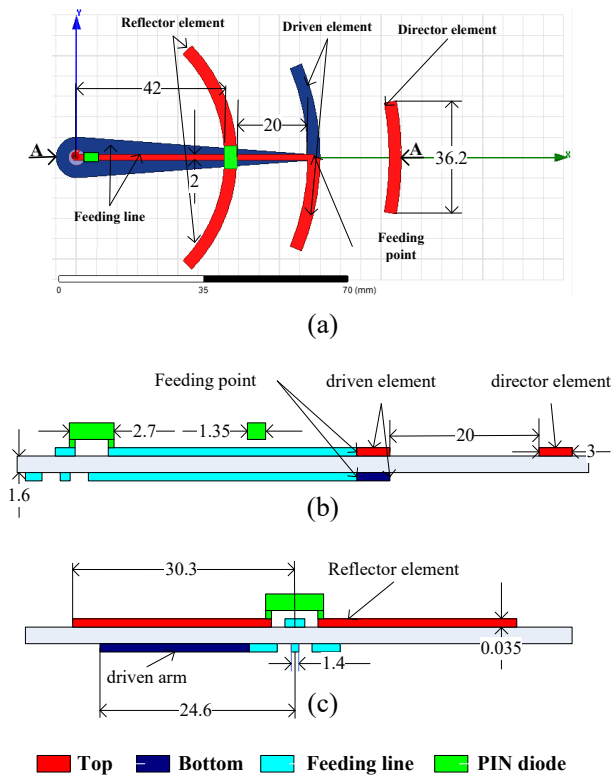 Y
Reflector element
Driven element
Director element
42
20
A
A
36.2
X
2
Feeding line
Feeding point
0 35 70 (mm)
(a)
Feeding point
driven element
director element
2.7
1.35
20
3
1.6
(b)
30.3
Reflector element
0.035
driven arm
1.4
24.6
(c)
Top Bottom Feeding line PIN diode